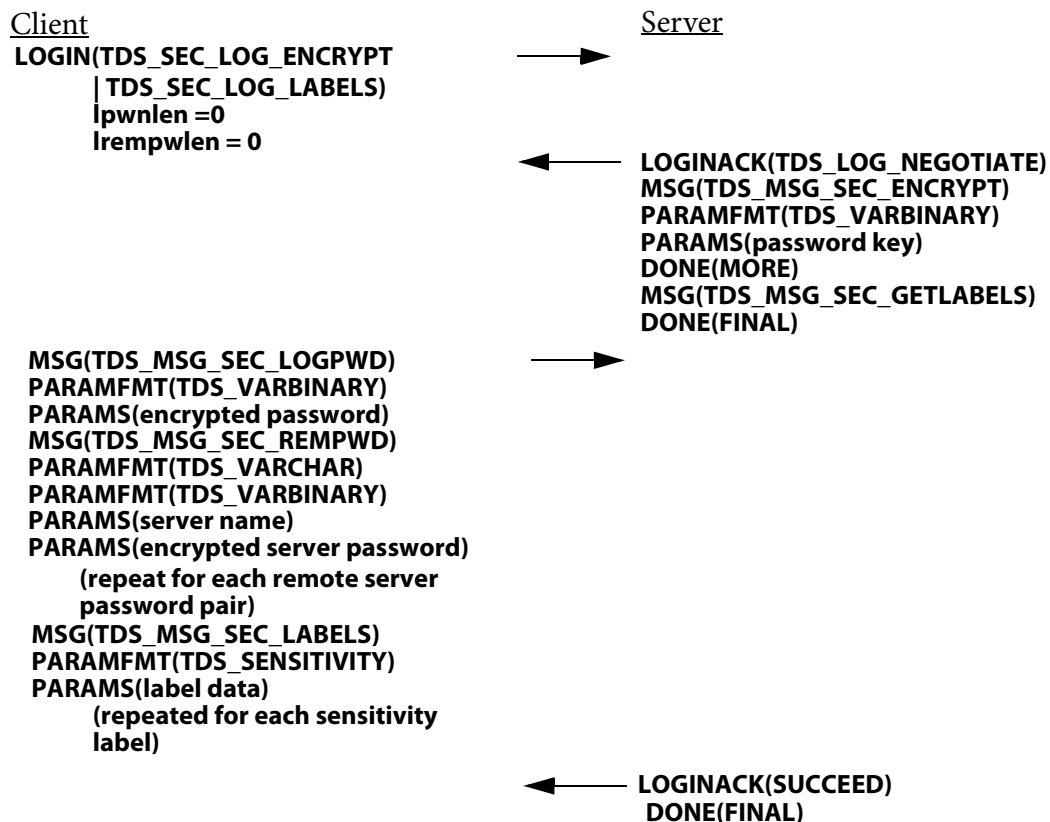 Client
Server
LOGIN(TDS_SEC_LOG_ENCRYPT
| TDS_SEC_LOG_LABELS)
lpwnlen =0
lrempwlen = 0
LOGINACK(TDS_LOG_NEGOTIATE)
MSG(TDS_MSG_SEC_ENCRYPT)
PARAMFMT(TDS_VARBINARY)
PARAMS(password key)
DONE(MORE)
MSG(TDS_MSG_SEC_GETLABELS)
DONE(FINAL)
MSG(TDS_MSG_SEC_LOGPWD)
PARAMFMT(TDS_VARBINARY)
PARAMS(encrypted password)
MSG(TDS_MSG_SEC_REMPWD)
PARAMFMT(TDS_VARCHAR)
PARAMFMT(TDS_VARBINARY)
PARAMS(server name)
PARAMS(encrypted server password)
(repeat for each remote server
password pair)
MSG(TDS_MSG_SEC_LABELS)
PARAMFMT(TDS_SENSITIVITY)
PARAMS(label data)
(repeated for each sensitivity
label)
LOGINACK(SUCCEED)
DONE(FINAL)